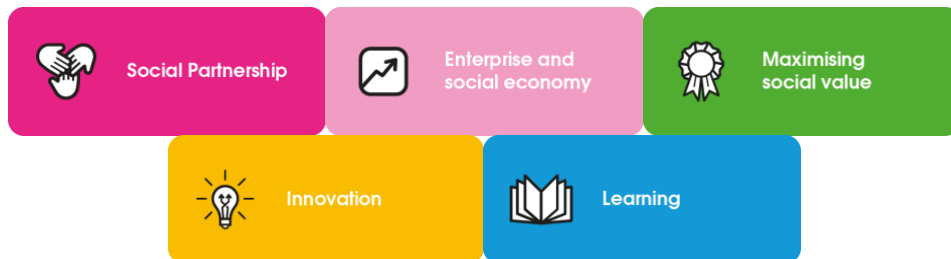 Social Partnership
Enterprise and
social economy
Maximising
social value
Innovation
Learning